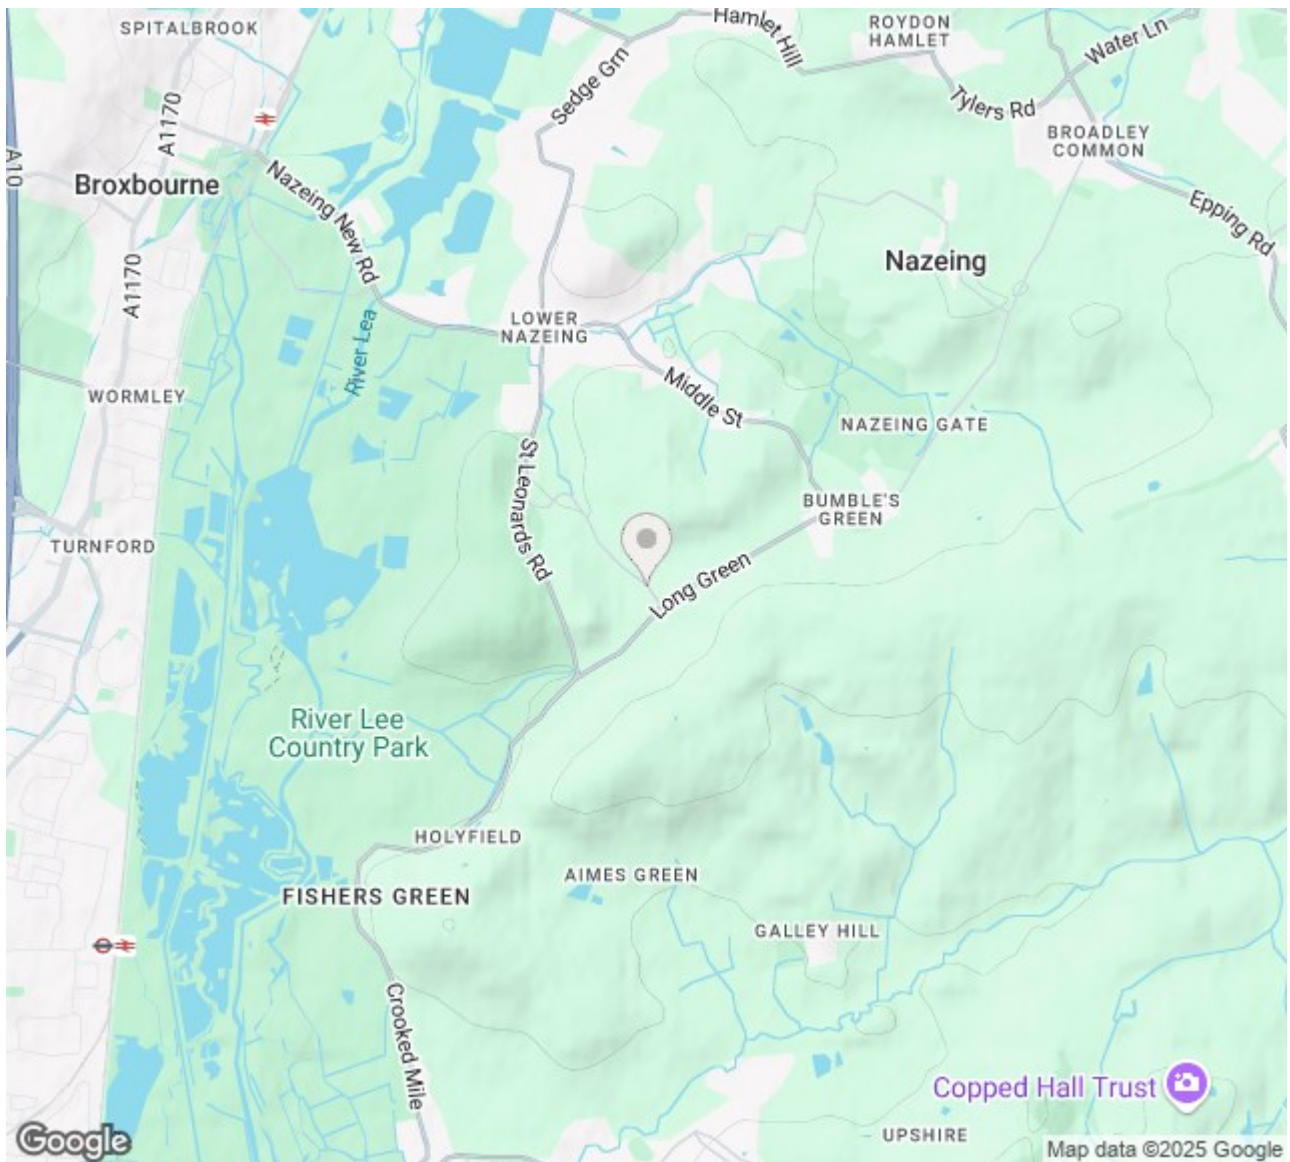 SPITALBROOK
Hamlet Hill
ROYDON
HAMLET
Water Ln
Sedge Grn
Tylers Rd
A1170
BROADLEY
COMMON
A10
Broxbourne
Nazeing New Rd
Epping Rd
Nazeing
A1170
LOWER
NAZEING
River Lea
WORMLEY
Middle St
NAZEING GATE
St Leonards Rd
BUMBLE'S
GREEN
TURNFORD
Long Green
River Lee
Country Park
HOLYFIELD
AIMES GREEN
FISHERS GREEN
GALLEY HILL
Crooked Mile
Copped Hall Trust
UPSHIRE
Google
Map data ©2025 Google